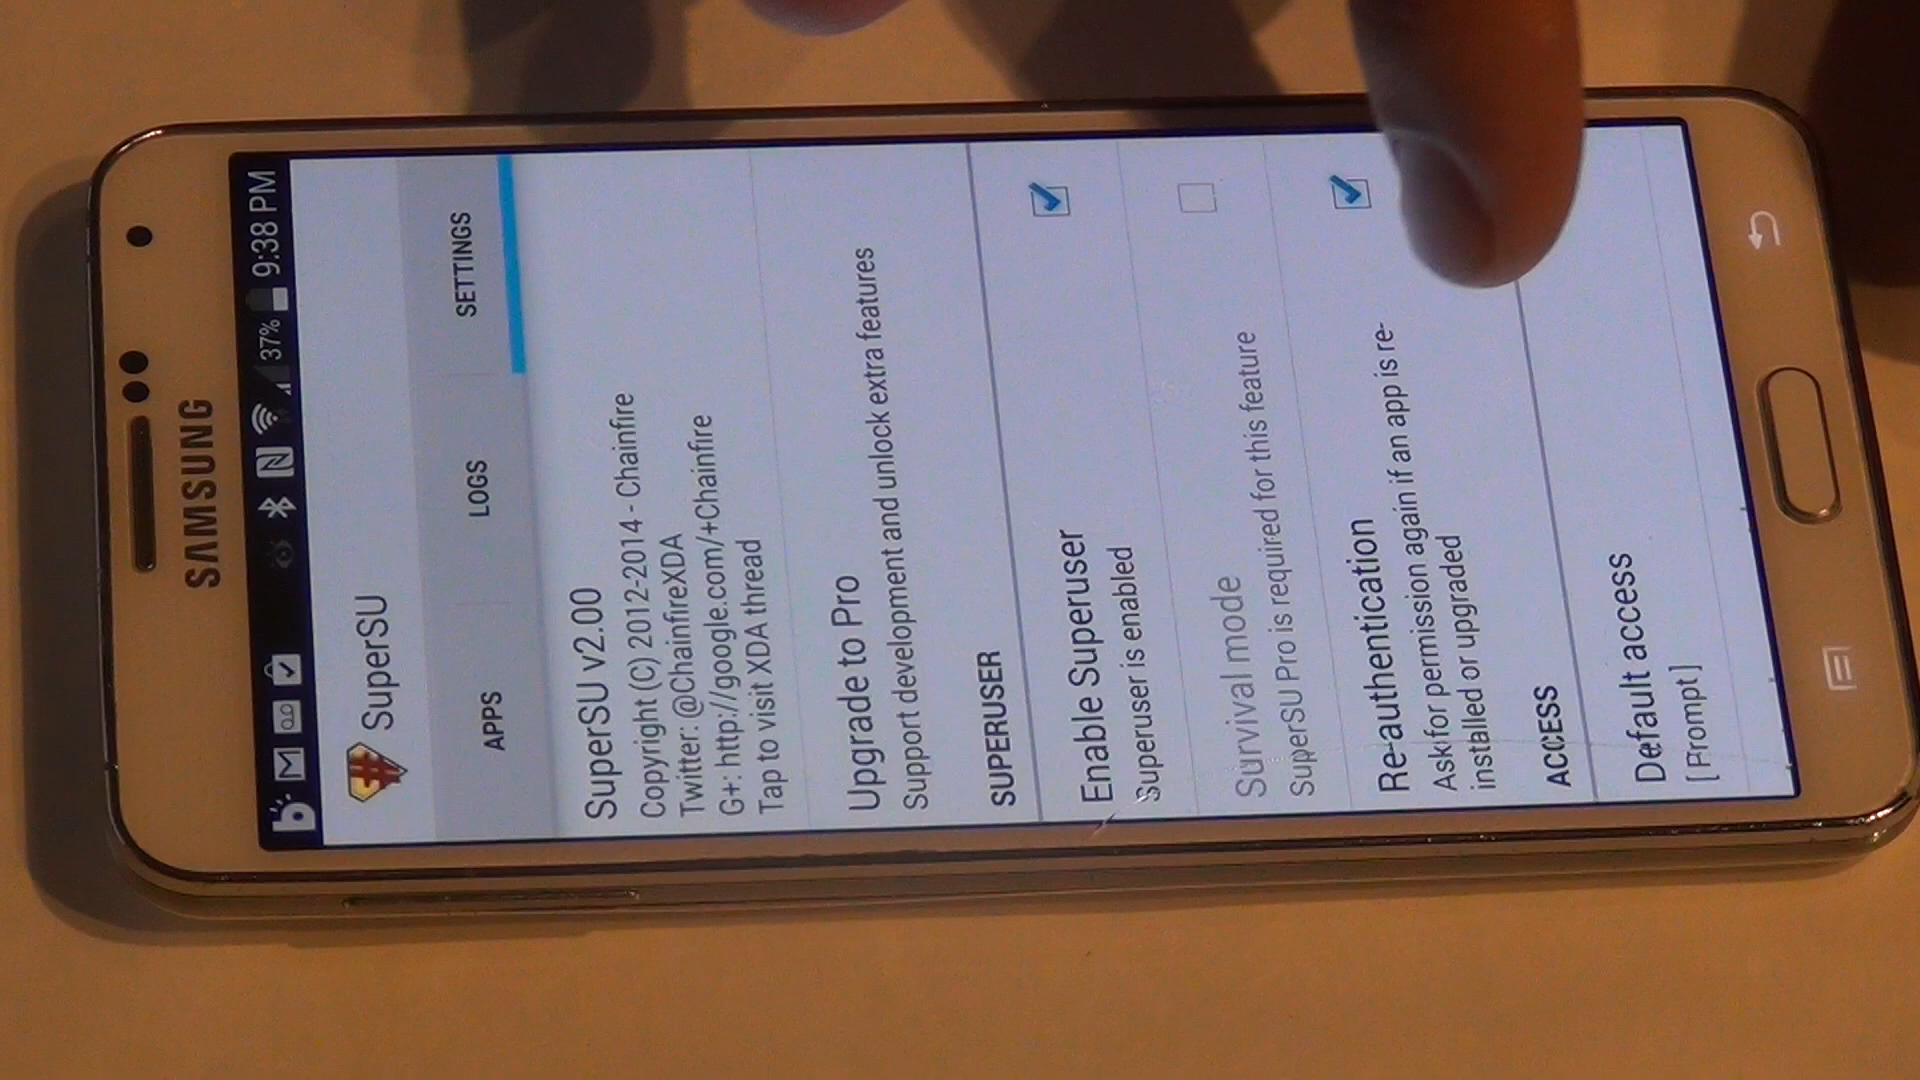 SAMSUNG
37% 9:38 PM
SuperSU
APPS LOGS SETTINGS
SuperSU v2.00
Copyright (C) 2012-2014 - Chainfire
Twitter: @ChainfireXDA
G+: http://google.com/+Chainfire
Tap to visit XDA thread
Upgrade to Pro
Support development and unlock extra features
SUPERUSER
Enable Superuser
Superuser is enabled
Survival mode
SuperSU Pro is required for this feature
Re-authentication
Ask for permission again if an app is re-
installed or upgraded
ACCESS
Default access
[Prompt]